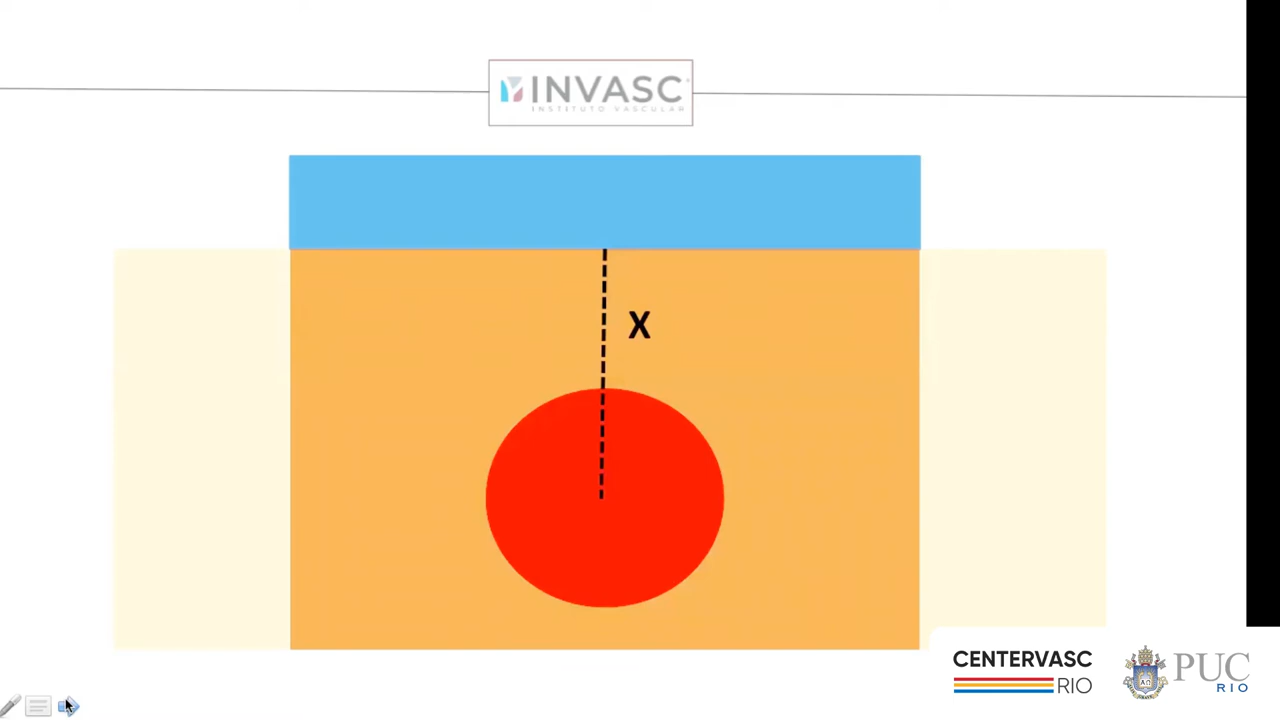 INVASC
INSTITUTO VASCULAR
X
CENTERVASC
RIO
PUC
RIO